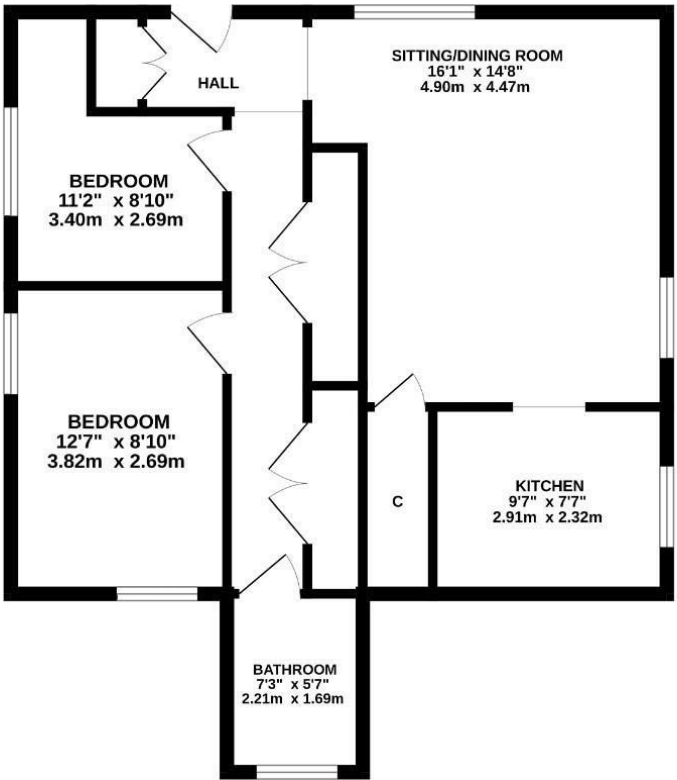 SITTING/DINING ROOM
16'1" x 14'8"
4.90m x 4.47m
HALL
BEDROOM
11'2" x 8'10"
3.40m x 2.69m
BEDROOM
12'7" x 8'10"
3.82m x 2.69m
C
KITCHEN
9'7" x 7'7"
2.91m x 2.32m
BATHROOM
7'3" x 5'7"
2.21m x 1.69m